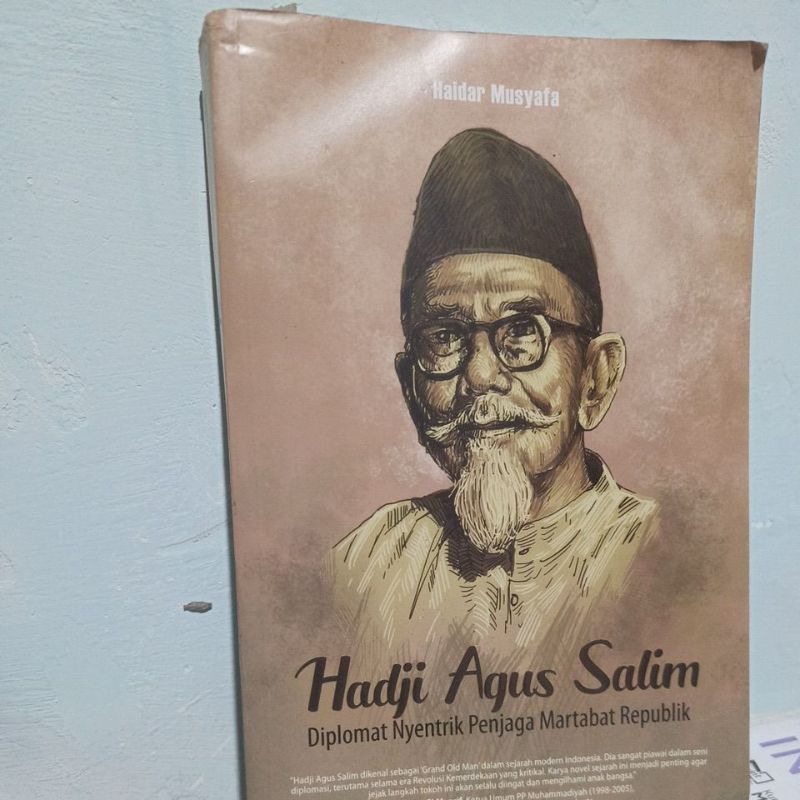 Haidar Musyafa
Hadji Agus Salim
Diplomat Nyentrik Penjaga Martabat Republik
"Hadji Agus Salim dikenal sebagai 'Grand Old Man' dalam sejarah modern Indonesia. Dia sangat piawai dalam seni
diplomasi, terutama selama era Revolusi Kemerdekaan yang kritikal. Karya novel sejarah ini menjadi penting agar
jejak langkah tokoh ini akan selalu diingat dan mengilhami anak bangsa."
Ketua Umum PP Muhammadiyah (1998-2005),